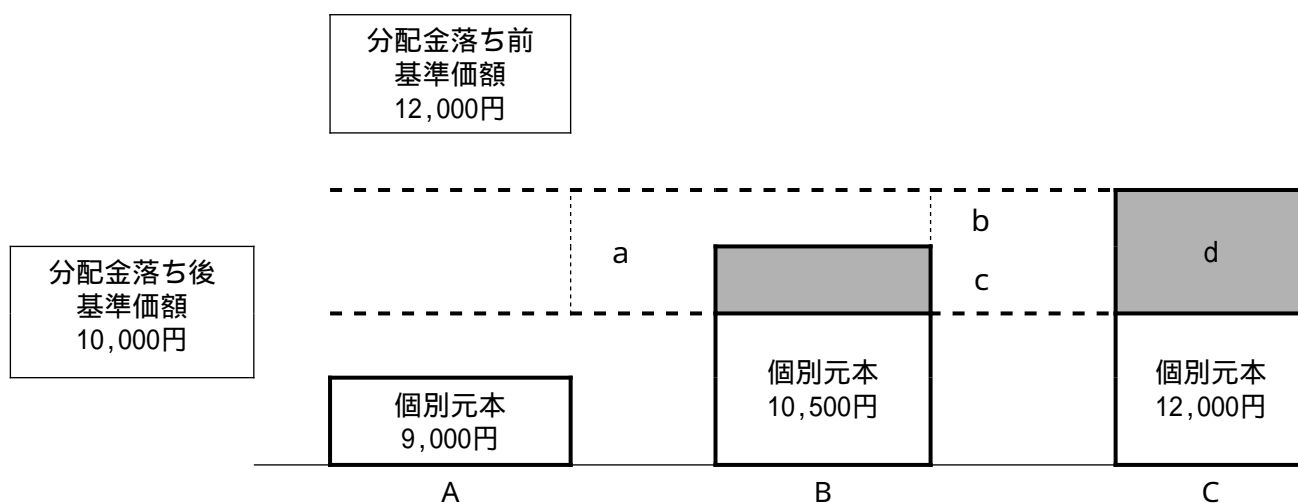 分配金落ち前
基準価額
12,000円
b
a
d
c
分配金落ち後
基準価額
10,000円
個別元本
9,000円
個別元本
10,500円
個別元本
12,000円
A
B
C